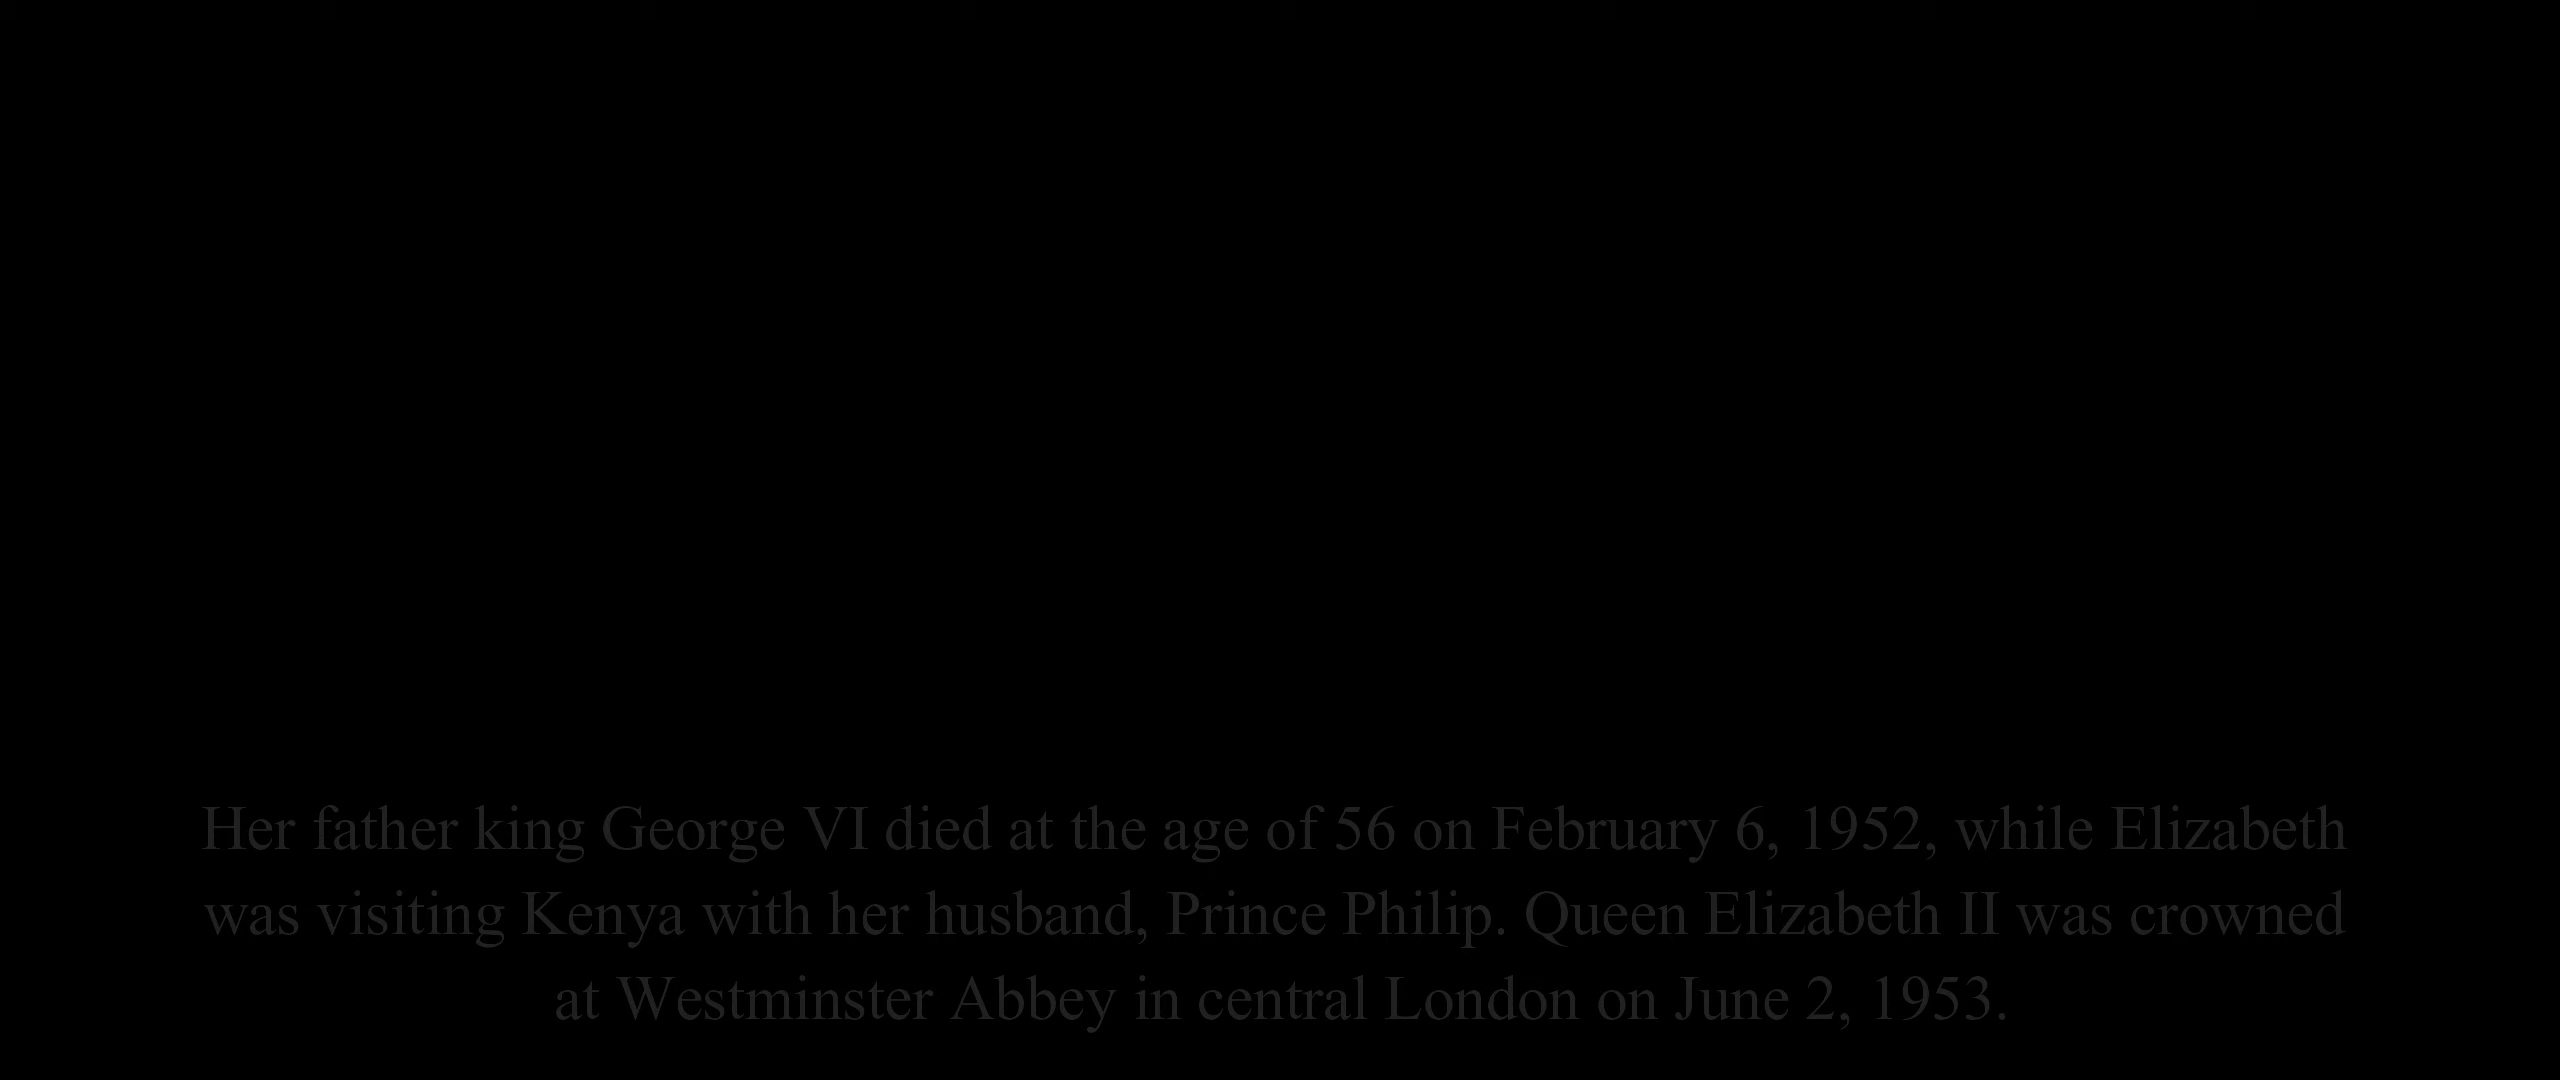 Her father king George VI died at the age of 56 on February 6, 1952, while Elizabeth
was visiting Kenya with her husband, Prince Philip. Queen Elizabeth II was crowned
at Westminster Abbey in central London on June 2, 1953.